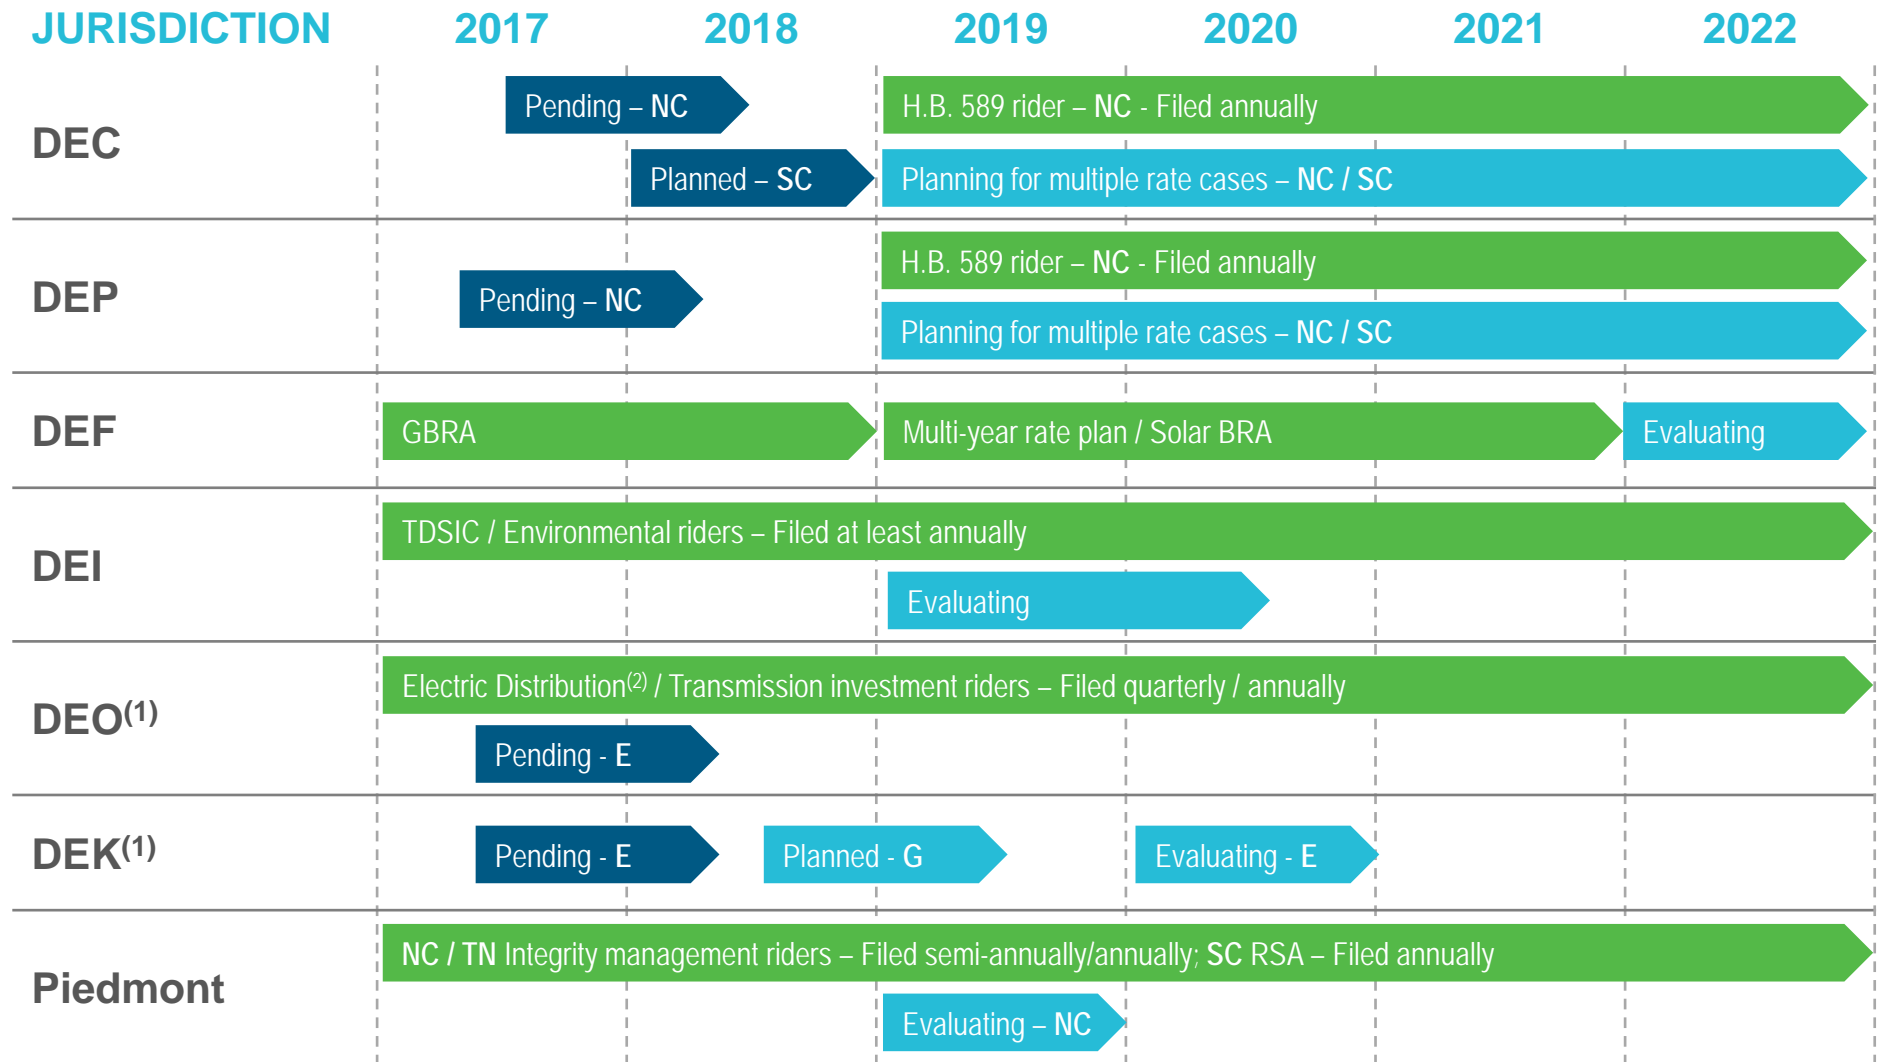 JURISDICTION 2017 2018 2019 2020 2021 2022
DEC
Pending – NC
H.B. 589 rider – NC - Filed annually
Planned – SC
Planning for multiple rate cases – NC / SC
DEP
H.B. 589 rider – NC - Filed annually
Pending – NC
Planning for multiple rate cases – NC / SC
DEF
GBRA
Multi-year rate plan / Solar BRA
Evaluating
DEI
TDSIC / Environmental riders – Filed at least annually
Evaluating
DEO(1)
Electric Distribution(2) / Transmission investment riders – Filed quarterly / annually
Pending - E
DEK(1)
Pending - E
Planned - G
Evaluating - E
Piedmont
NC / TN Integrity management riders – Filed semi-annually/annually; SC RSA – Filed annually
Evaluating – NC